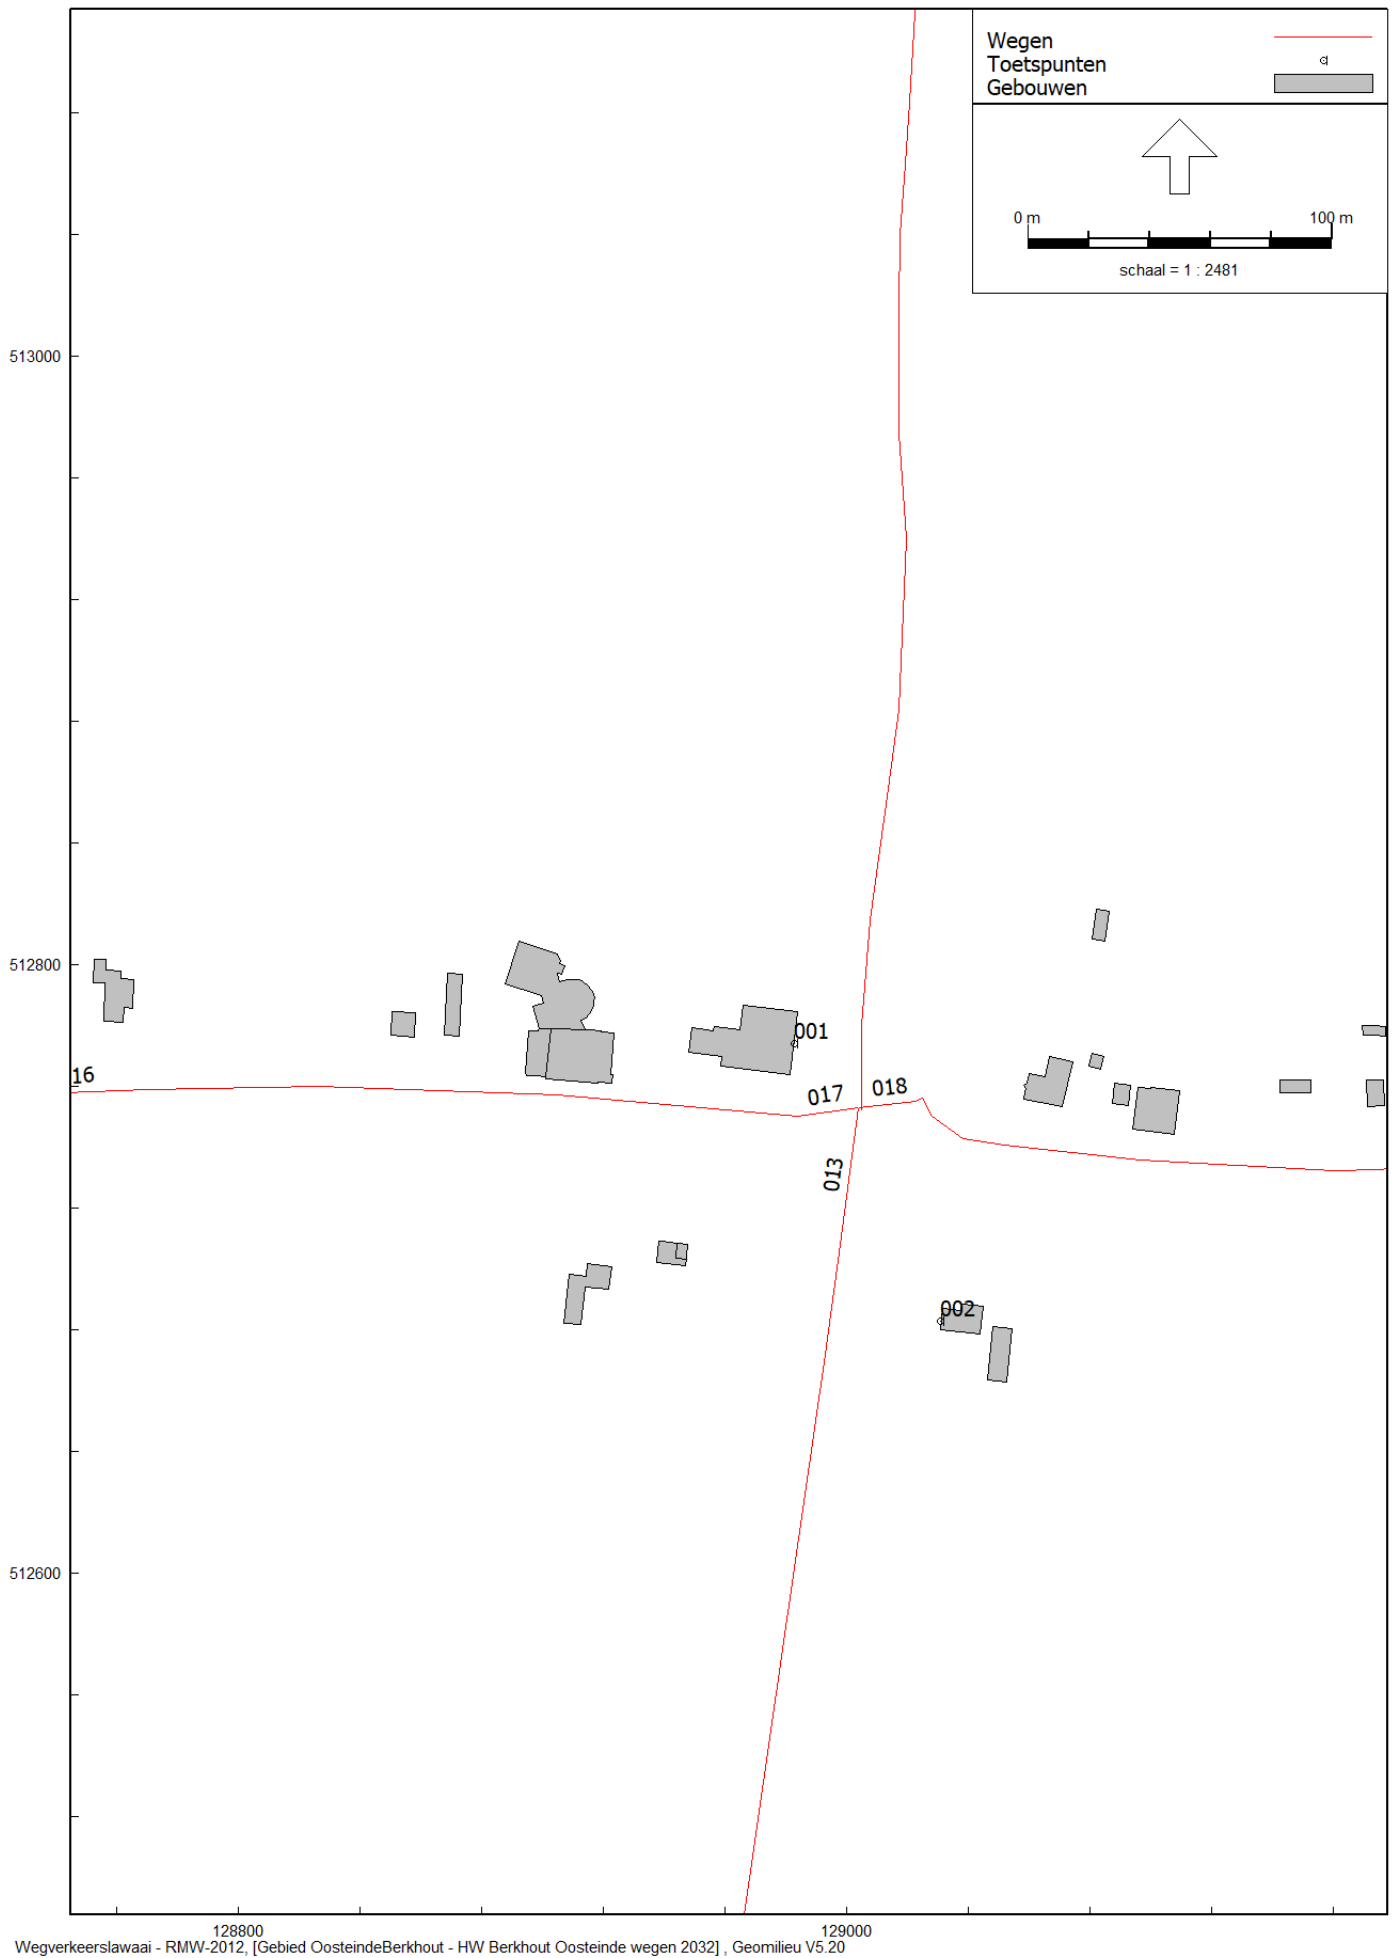 Wegen
Toetspunten
Gebouwen
0 m 100 m
schaal = 1 : 2481
513000
512800
001
16
017 018
013
002
512600
128800 129000
Wegverkeerslawaai - RMW-2012, [Gebied OosteindeBerkhout - HW Berkhout Oosteinde wegen 2032] , Geomilieu V5.20